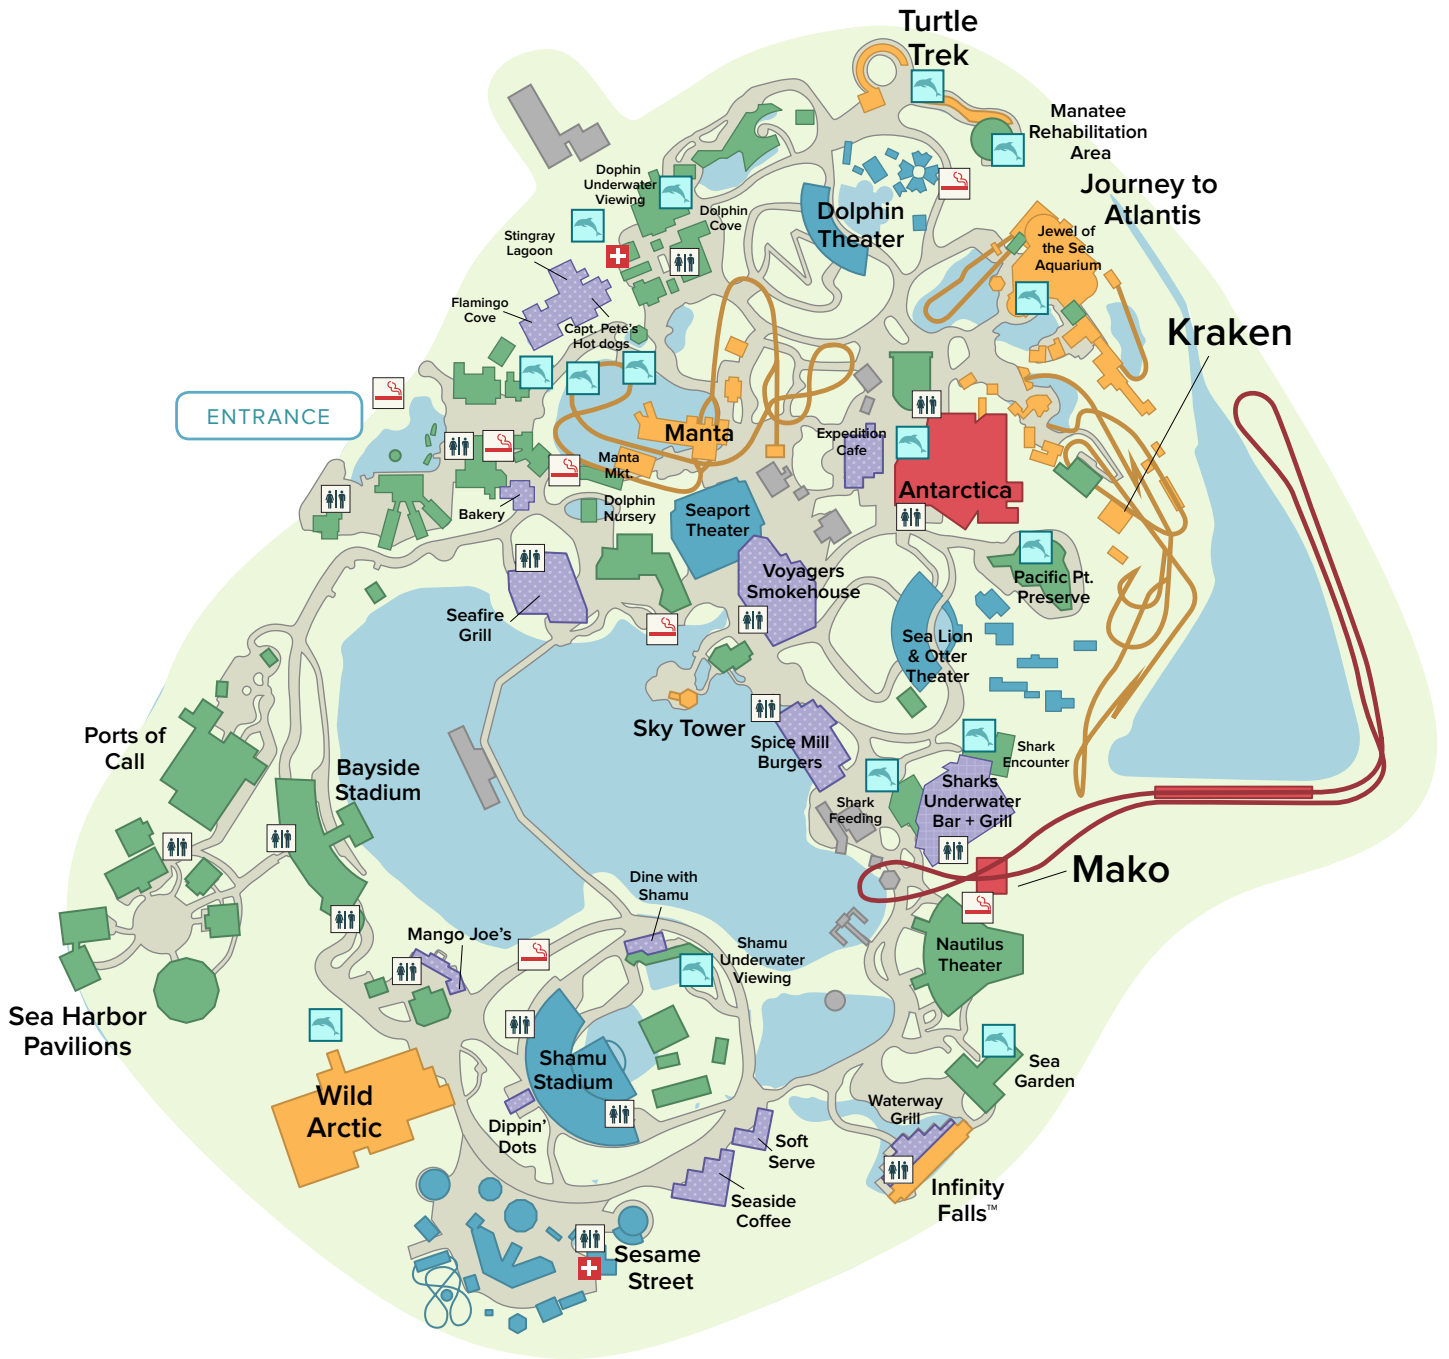 Turtle
Trek
Manatee
Rehabilitation
Area
Journey to
Atlantis
Dophin
Underwater
Viewing
Dolphin
Cove
Dolphin
Theater
Stingray
Lagoon
Jewel of
the Sea
Aquarium
Flamingo
Cove
Capt. Pete's
Hot dogs
Kraken
ENTRANCE
Manta
Expedition
Cafe
Manta
Mkt.
Antarctica
Bakery
Dolphin
Nursery
Seaport
Theater
Voyagers
Smokehouse
Pacific Pt.
Preserve
Seafire
Grill
Sea Lion
& Otter
Theater
Sky Tower
Ports of
Call
Bayside
Stadium
Spice Mill
Burgers
Shark
Encounter
Shark
Feeding
Sharks
Underwater
Bar + Grill
Mako
Dine with
Shamu
Mango Joe's
Shamu
Underwater
Viewing
Nautilus
Theater
Sea Harbor
Pavilions
Shamu
Stadium
Sea
Garden
Wild
Arctic
Waterway
Grill
Dippin'
Dots
Soft
Serve
Seaside
Coffee
Infinity
Falls™
Sesame
Street